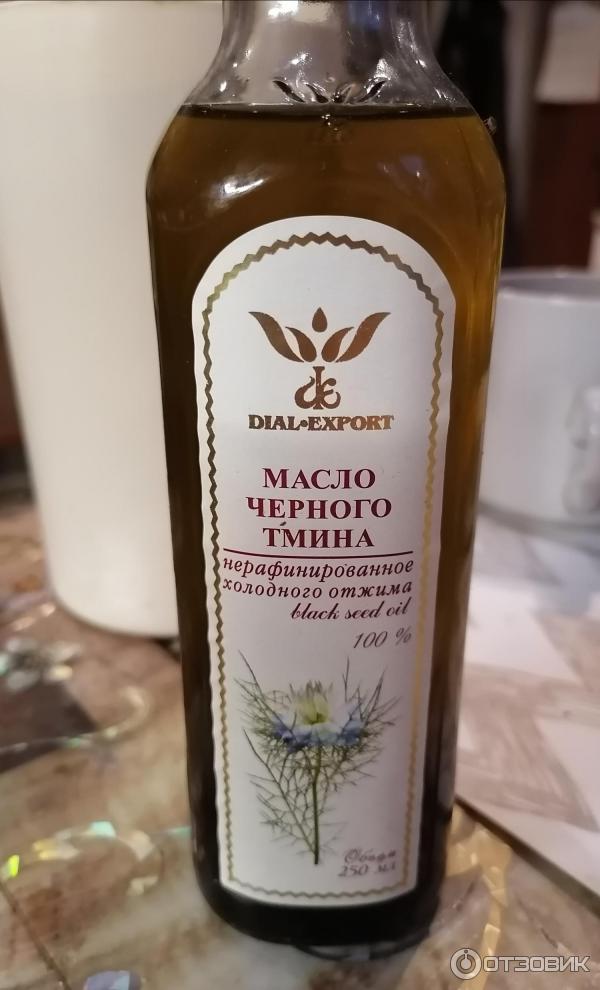 DIAL•EXPORT
МАСЛО
ЧЕРНОГО
ТМИНА
нерафинированное
холодного отжима
black seed oil
100 %
Объем
250 мл
ОТЗОВИК